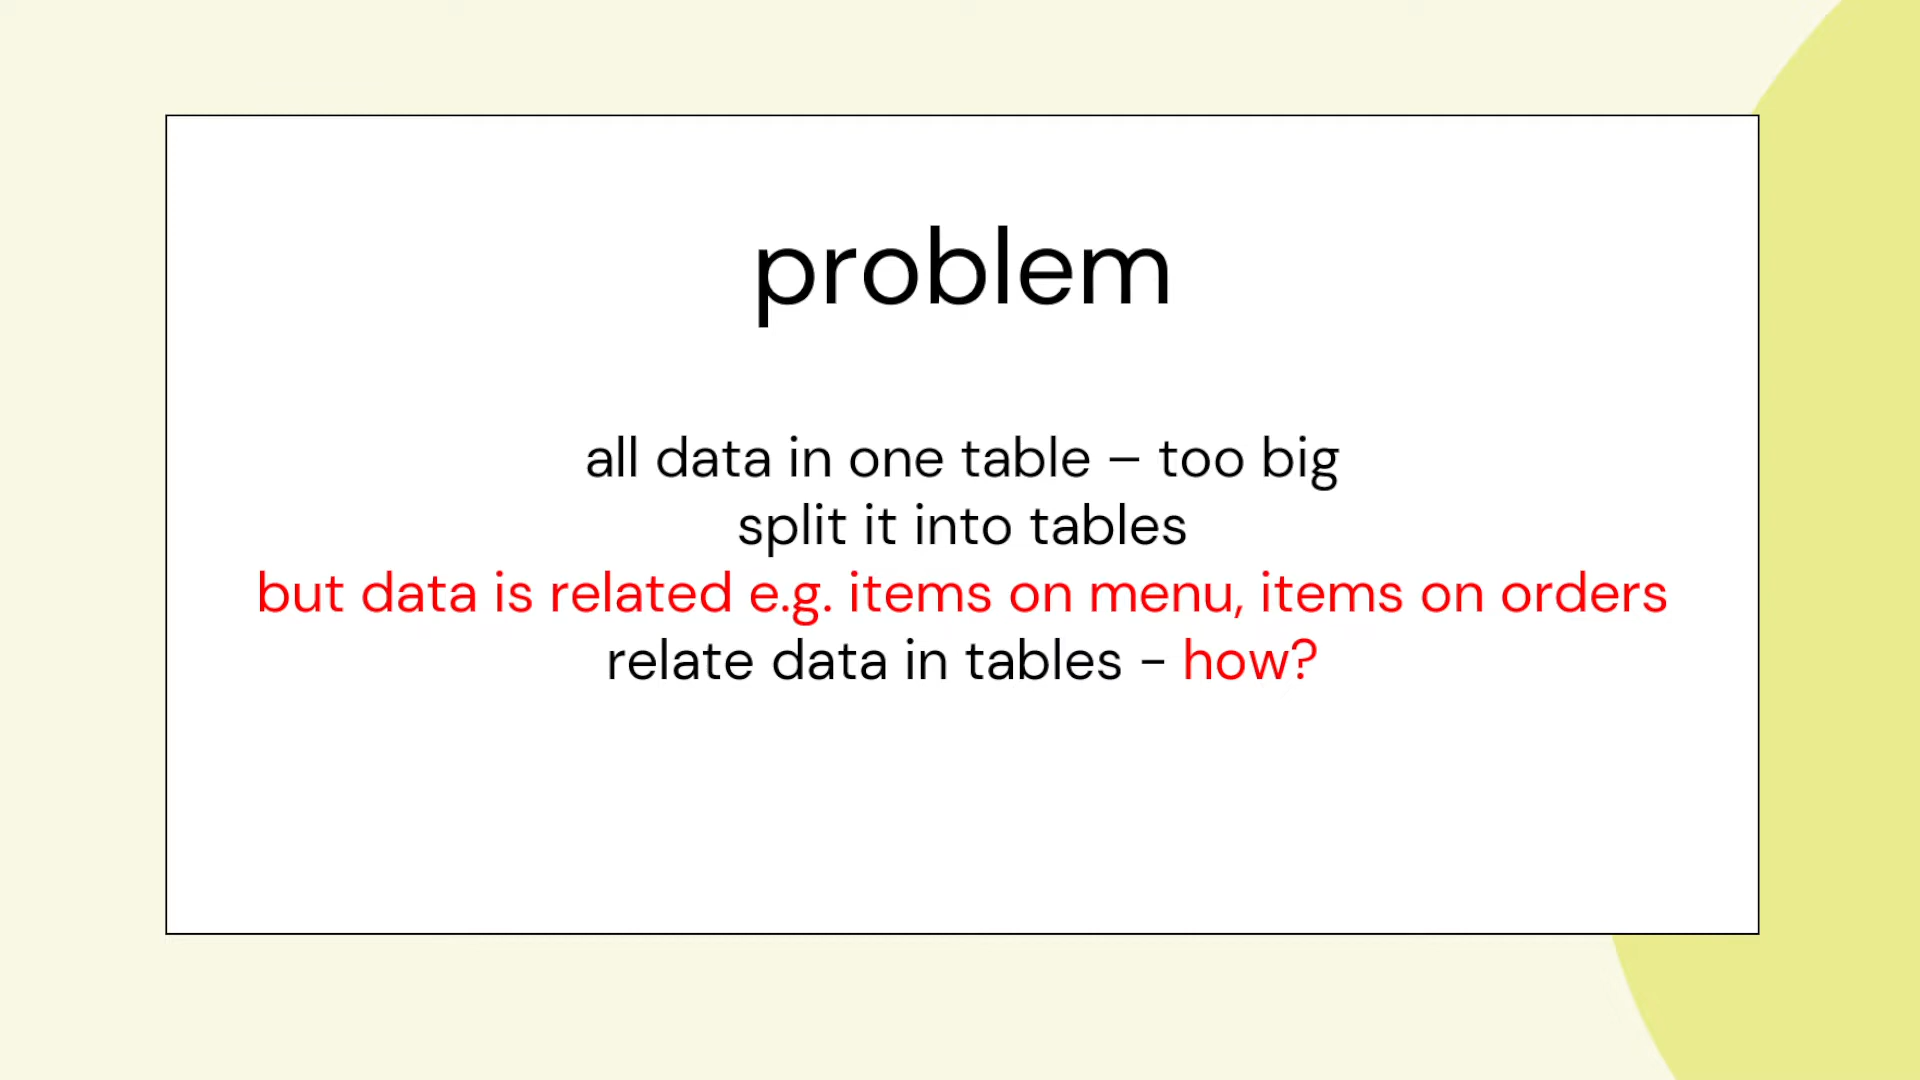 problem
all data in one table – too big
split it into tables
but data is related e.g. items on menu, items on orders
relate data in tables - how?